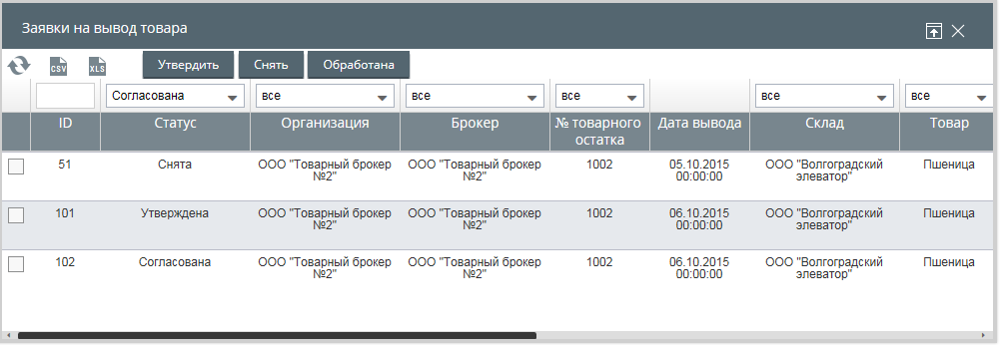 Заявки на вывод товара
CSV XLS Утвердить Снять Обработана
Согласована все все все все все
ID Статус Организация Брокер № товарного остатка Дата вывода Склад Товар
51 Снята ООО "Товарный брокер №2" ООО "Товарный брокер №2" 1002 05.10.2015 00:00:00 ООО "Волгоградский элеватор" Пшеница
101 Утверждена ООО "Товарный брокер №2" ООО "Товарный брокер №2" 1002 06.10.2015 00:00:00 ООО "Волгоградский элеватор" Пшеница
102 Согласована ООО "Товарный брокер №2" ООО "Товарный брокер №2" 1002 06.10.2015 00:00:00 ООО "Волгоградский элеватор" Пшеница